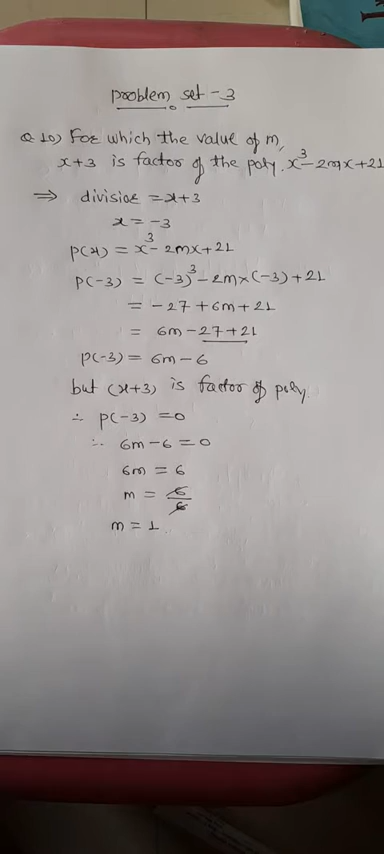 problem set - 3
Q 10) For which the value of m,
x+3 is factor of the poly. x³-2mx+21
⇒ divisior = x+3
x = -3
p(x) = x³-2mx+21
p(-3) = (-3)³-2m×(-3)+21
= -27+6m+21
= 6m-27+21
p(-3) = 6m-6
but (x+3) is factor of poly.
∴ p(-3) = 0
∴ 6m-6=0
6m = 6
m = 6/6
m = 1